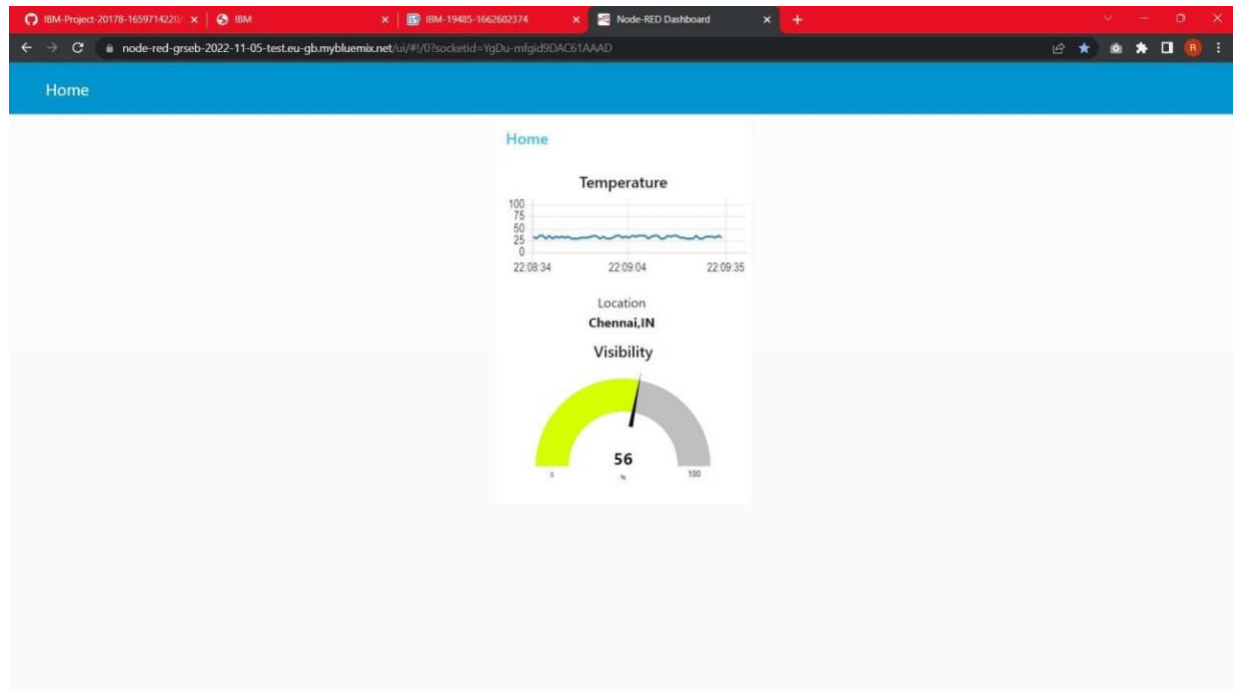 IBM-Project-20178-1659714220/
IBM
IBM-19485-1662602374
Node-RED Dashboard
node-red-grseb-2022-11-05-test.eu-gb.mybluemix.net/ui/#!/0?socketid=YgDu-mfgid9DAC61AAAD
R
Home
Home
Temperature
100
75
50
25
0
22:08:34 22:09:04 22:09:35
Location
Chennai,IN
Visibility
56
0 % 100